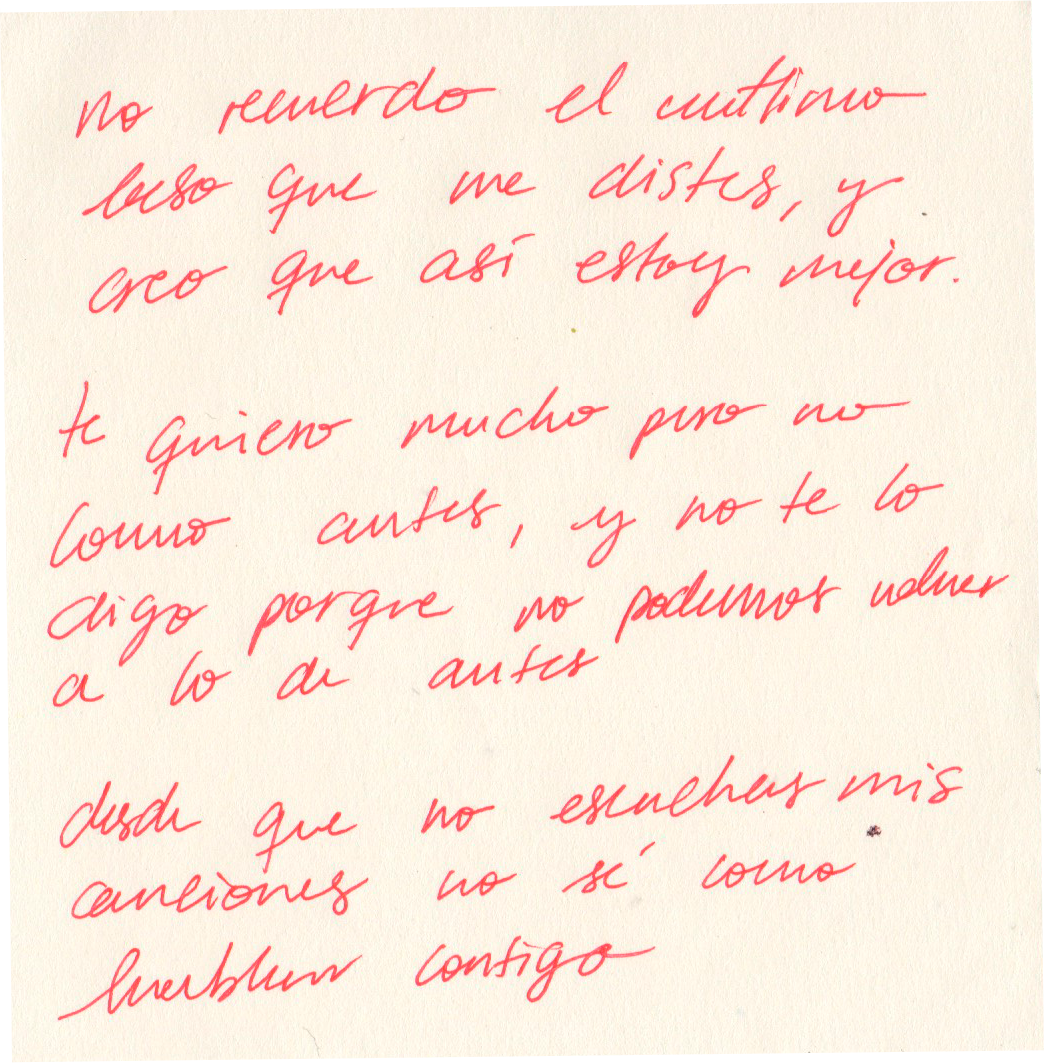 no recuerdo el último
beso que me distes, y
creo que así estoy mejor.
te quiero mucho pero no
como antes, y no te lo
digo porque no podemos volver
a lo de antes
desde que no escuchas mis
canciones no sé como
hablar contigo